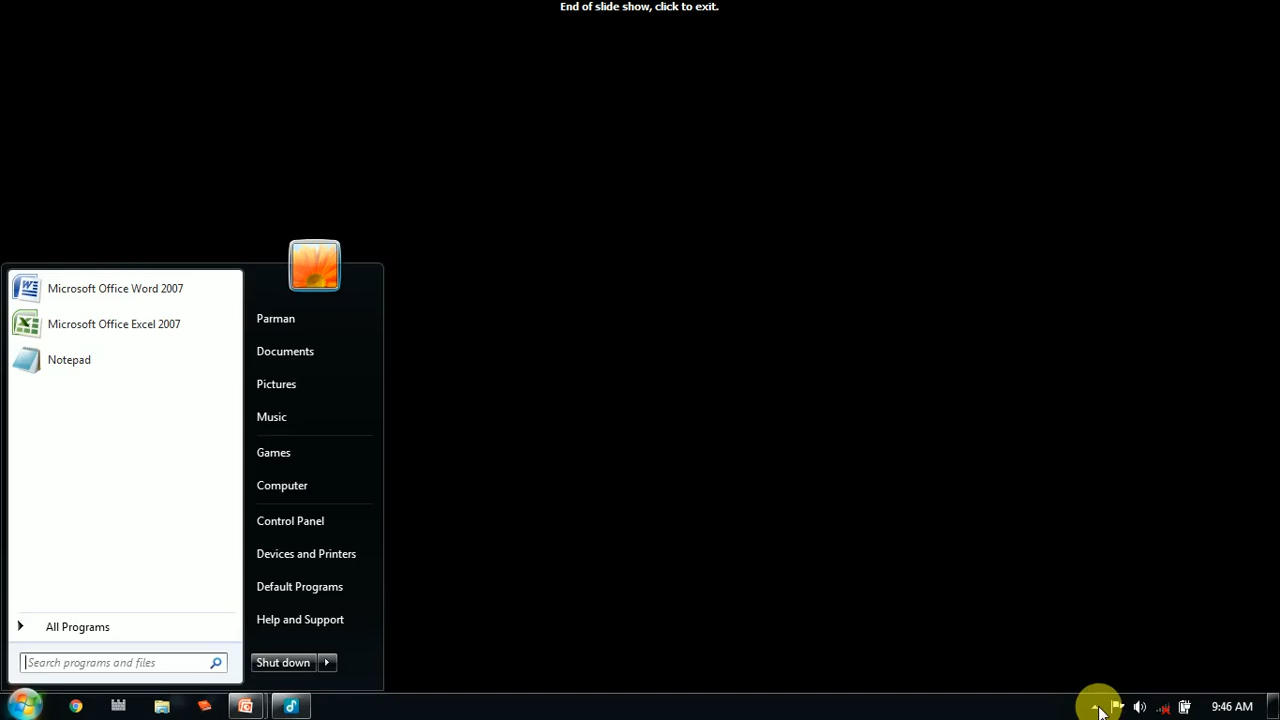 End of slide show, click to exit.
Microsoft Office Word 2007
Microsoft Office Excel 2007
Notepad
All Programs
Search programs and files
Parman
Documents
Pictures
Music
Games
Computer
Control Panel
Devices and Printers
Default Programs
Help and Support
Shut down
9:46 AM